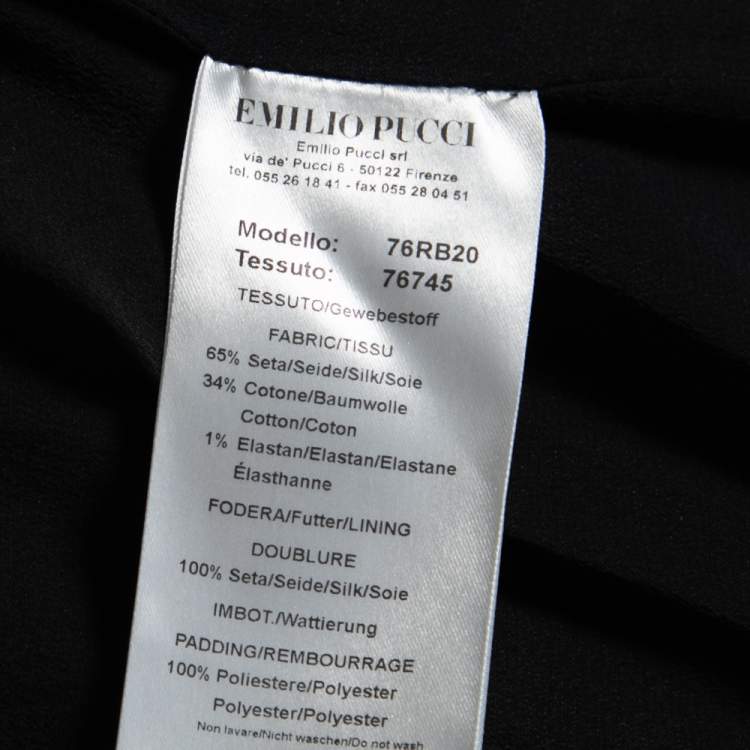 EMILIO PUCCI
Emilio Pucci srl
via de' Pucci 6 - 50122 Firenze
tel. 055 26 18 41 - fax 055 28 04 51
Modello: 76RB20
Tessuto: 76745
TESSUTO/Gewebestoff
FABRIC/TISSU
65% Seta/Seide/Silk/Soie
34% Cotone/Baumwolle
Cotton/Coton
1% Elastan/Elastan/Elastane
Élasthanne
FODERA/Futter/LINING
DOUBLURE
100% Seta/Seide/Silk/Soie
IMBOT./Wattierung
PADDING/REMBOURRAGE
100% Poliestere/Polyester
Polyester/Polyester
Non lavare/Nicht waschen/Do not wash